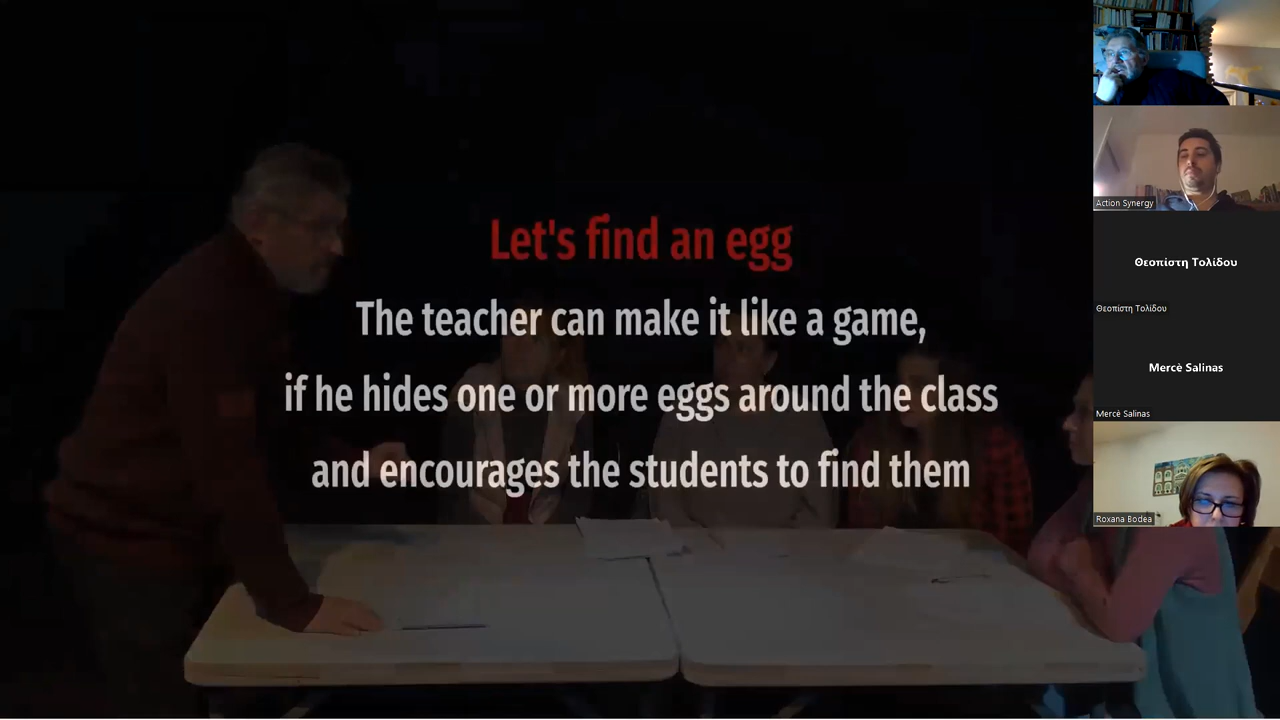 Let's find an egg
The teacher can make it like a game,
if he hides one or more eggs around the class
and encourages the students to find them
Action Synergy
Θεοπίστη Τολίδου
Θεοπίστη Τολίδου
Mercè Salinas
Mercè Salinas
Roxana Bodea